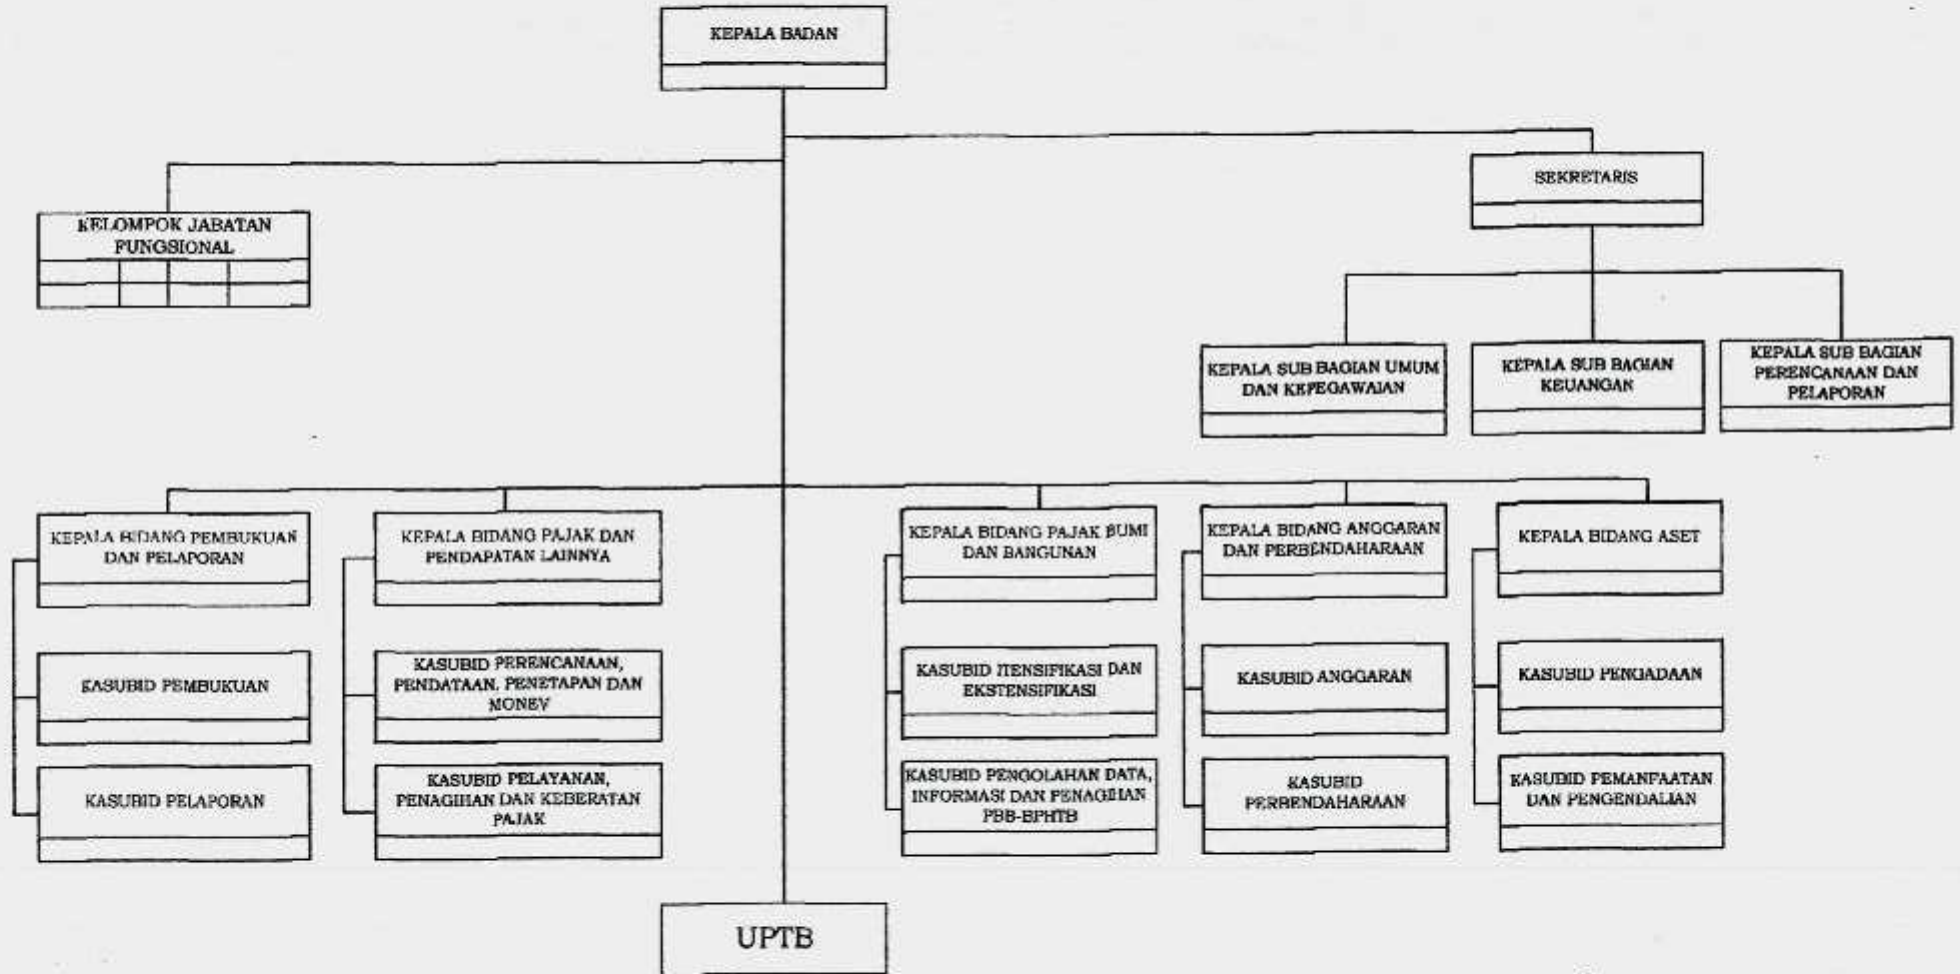 KEPALA BADAN
SEKRETARIS
KELOMPOK JABATAN
FUNGSIONAL
KEPALA SUB BAGIAN UMUM
DAN KEPEGAWAIAN
KEPALA SUB BAGIAN
KEUANGAN
KEPALA SUB BAGIAN
PERENCANAAN DAN
PELAPORAN
KEPALA BIDANG PEMBUKUAN
DAN PELAPORAN
KEPALA BIDANG PAJAK DAN
PENDAPATAN LAINNYA
KEPALA BIDANG PAJAK BUMI
DAN BANGUNAN
KEPALA BIDANG ANGGARAN
DAN PERBENDAHARAAN
KEPALA BIDANG ASET
KASUBID PEMBUKUAN
KASUBID PERENCANAAN,
PENDATAAN, PENETAPAN DAN
MONEV
KASUBID ITENSIFIKASI DAN
EKSTENSIFIKASI
KASUBID ANGGARAN
KASUBID PENGADAAN
KASUBID PELAPORAN
KASUBID PELAYANAN,
PENAGIHAN DAN KEBERATAN
PAJAK
KASUBID PENGOLAHAN DATA,
INFORMASI DAN PENAGIHAN
PBB-BPHTB
KASUBID
PERBENDAHARAAN
KASUBID PEMANFAATAN
DAN PENGENDALIAN
UPTB